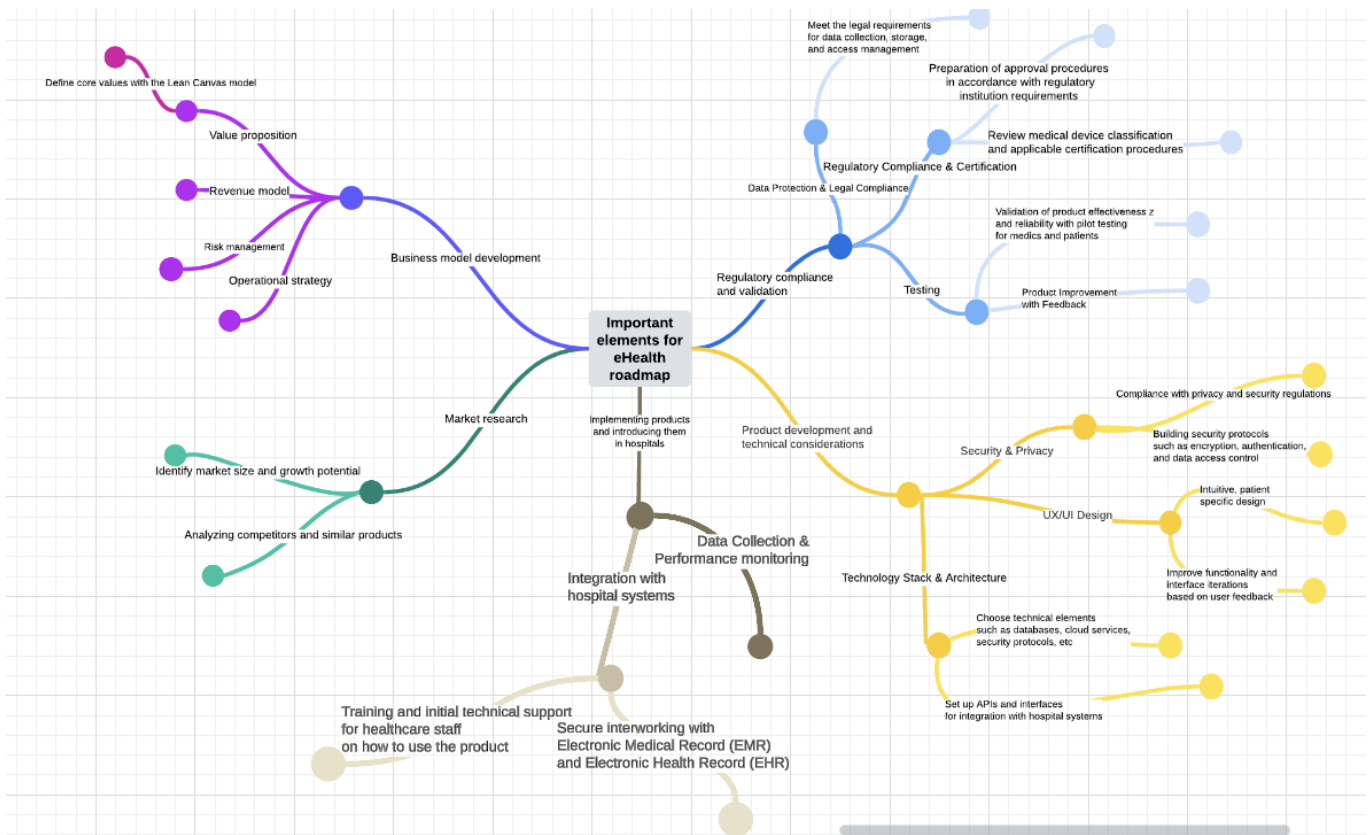 Important
elements for
eHealth
roadmap
Business model development
Value proposition
Define core values with the Lean Canvas model
Revenue model
Risk management
Operational strategy
Market research
Identify market size and growth potential
Analyzing competitors and similar products
Implementing products
and introducing them
in hospitals
Data Collection &
Performance monitoring
Integration with
hospital systems
Training and initial technical support
for healthcare staff
on how to use the product
Secure interworking with
Electronic Medical Record (EMR)
and Electronic Health Record (EHR)
Regulatory compliance
and validation
Data Protection & Legal Compliance
Meet the legal requirements
for data collection, storage,
and access management
Regulatory Compliance & Certification
Preparation of approval procedures
in accordance with regulatory
institution requirements
Review medical device classification
and applicable certification procedures
Testing
Validation of product effectiveness z
and reliability with pilot testing
for medics and patients
Product Improvement
with Feedback
Product development and
technical considerations
Security & Privacy
Compliance with privacy and security regulations
Building security protocols
such as encryption, authentication,
and data access control
UX/UI Design
Intuitive, patient
specific design
Improve functionality and
interface iterations
based on user feedback
Technology Stack & Architecture
Choose technical elements
such as databases, cloud services,
security protocols, etc
Set up APIs and interfaces
for integration with hospital systems